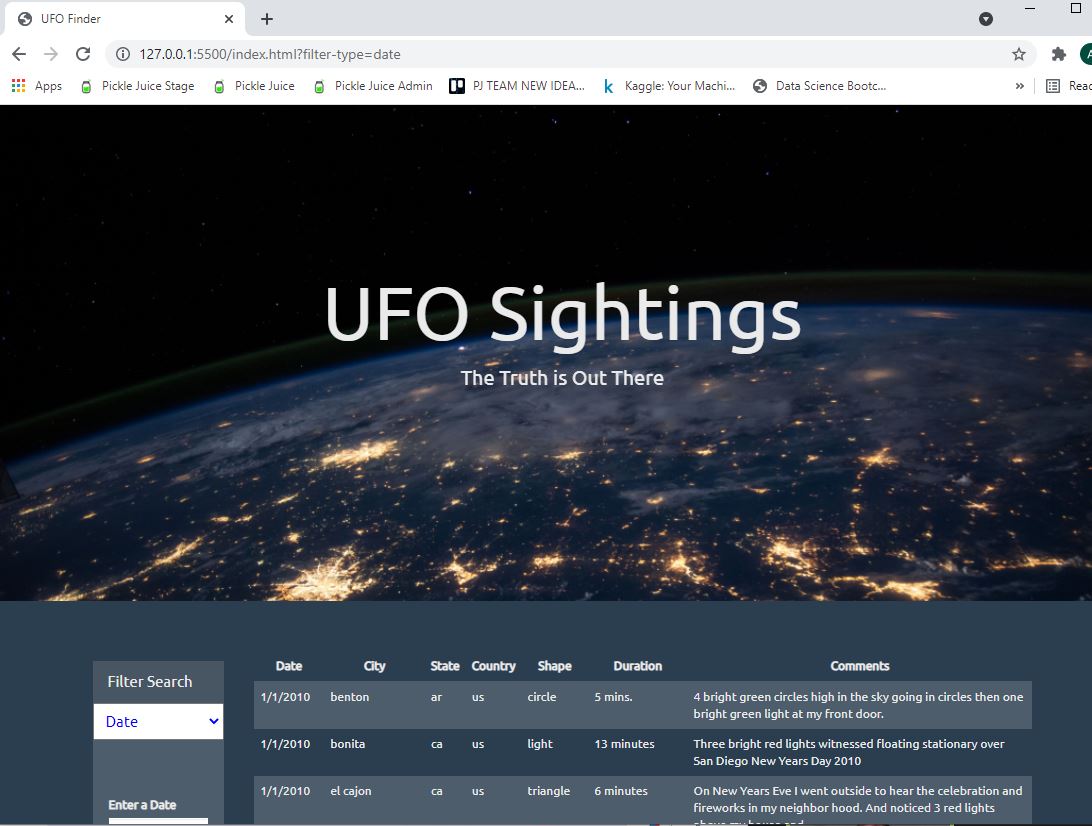 UFO Finder
127.0.0.1:5500/index.html?filter-type=date
Apps Pickle Juice Stage Pickle Juice Pickle Juice Admin PJ TEAM NEW IDEA... Kaggle: Your Machi... Data Science Bootc... »
UFO Sightings
The Truth is Out There
Filter Search
Date
Enter a Date
Date City State Country Shape Duration Comments
1/1/2010 benton ar us circle 5 mins. 4 bright green circles high in the sky going in circles then one
bright green light at my front door.
1/1/2010 bonita ca us light 13 minutes Three bright red lights witnessed floating stationary over
San Diego New Years Day 2010
1/1/2010 el cajon ca us triangle 6 minutes On New Years Eve I went outside to hear the celebration and
fireworks in my neighbor hood. And noticed 3 red lights